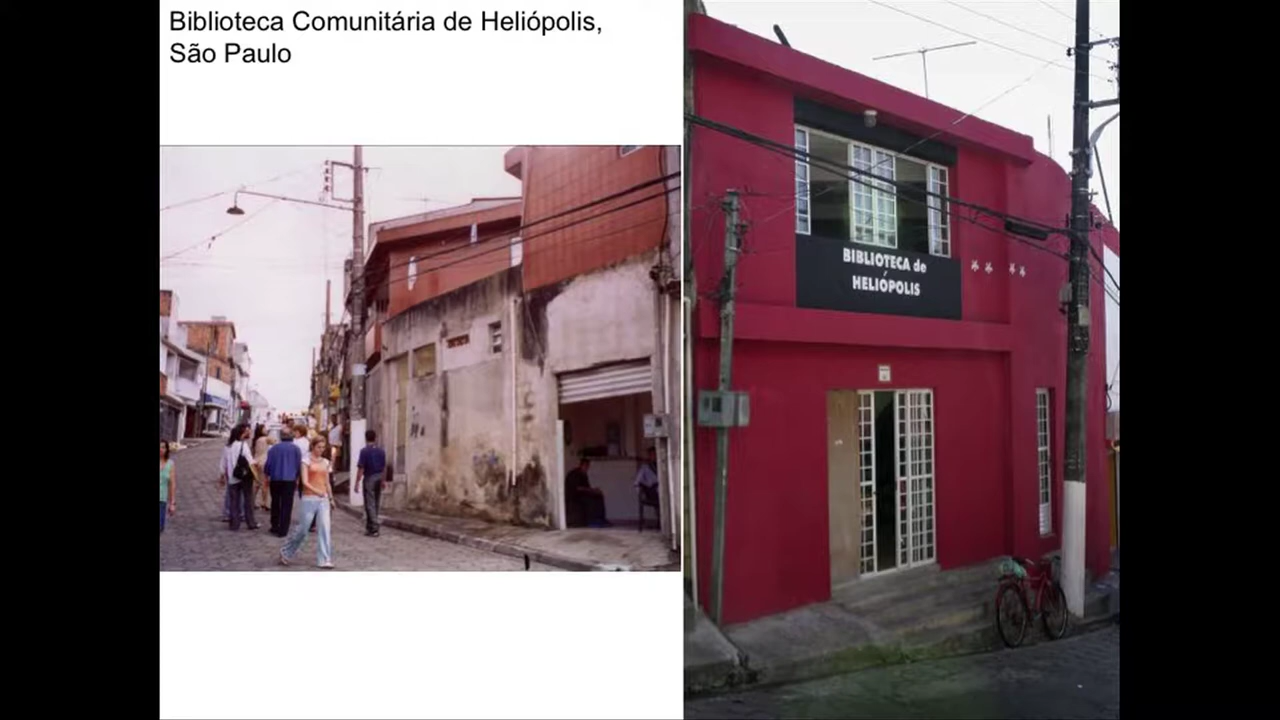 Biblioteca Comunitária de Heliópolis,
São Paulo
BIBLIOTECA de
HELIÓPOLIS